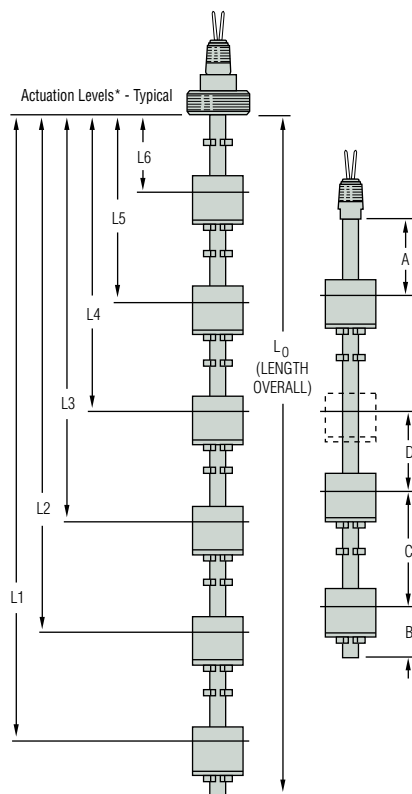 Actuation Levels* - Typical
L6
L5
L4
L3
L2
L1
L0
(LENGTH
OVERALL)
A
D
C
B